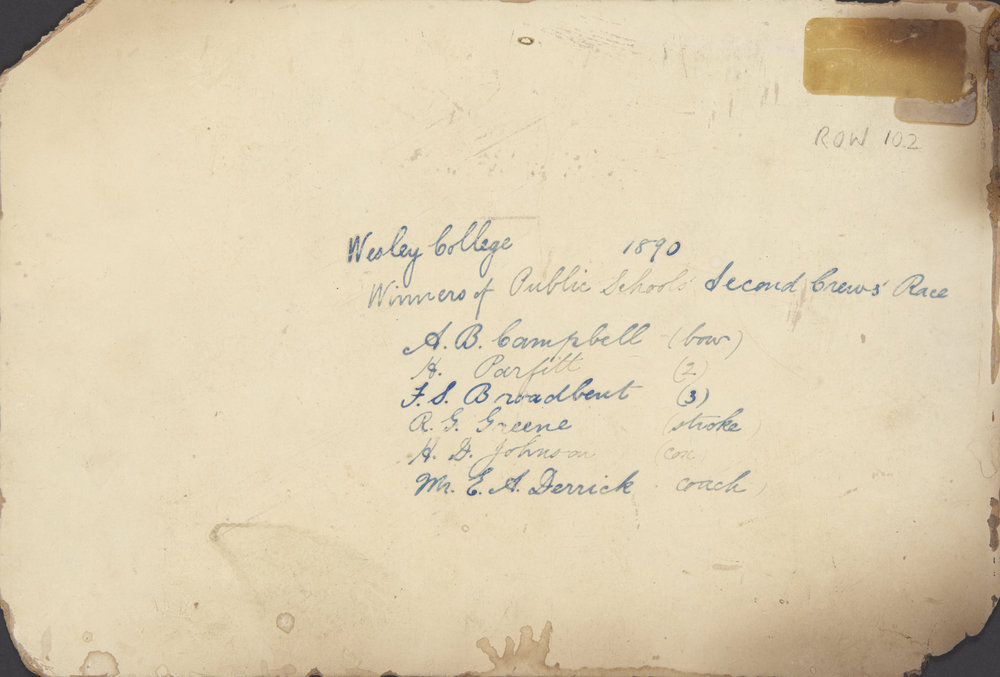 ROW 102
Wesley College 1890
Winners of Public Schools' Second Crews' Race
A. B. Campbell (bow)
H. Parfitt (2)
F. S. Broadbent (3)
R. G. Greene (stroke)
H. D. Johnson (cox)
Mr. E. A. Derrick coach)